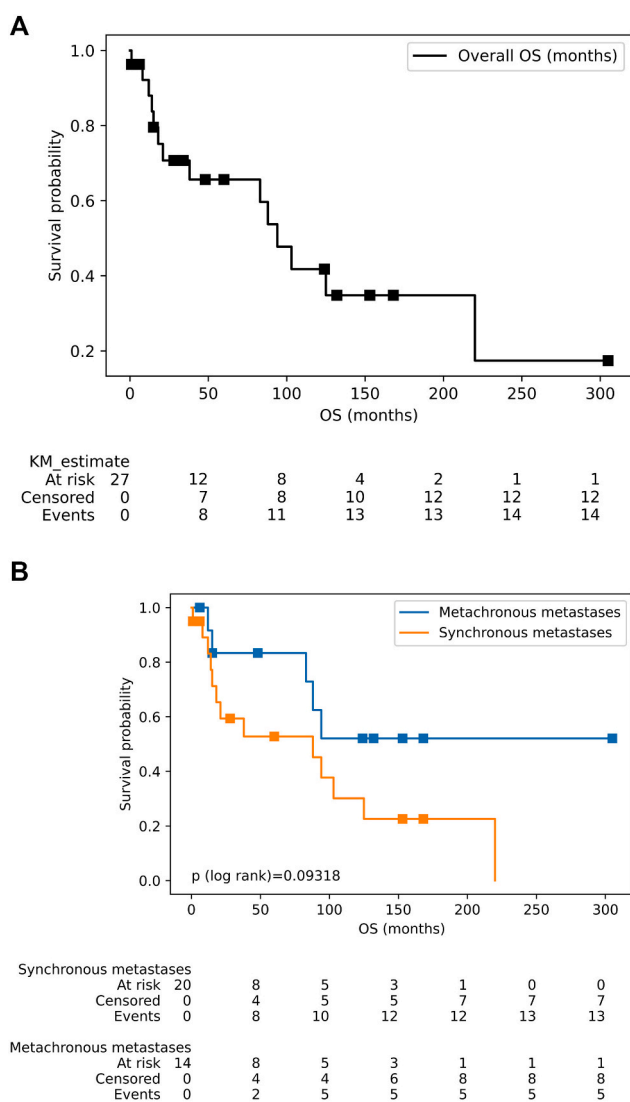 A
Overall OS (months)
1.0
0.8
0.6
0.4
0.2
Survival probability
0 50 100 150 200 250 300
OS (months)
KM_estimate
At risk 27 12 8 4 2 1 1
Censored 0 7 8 10 12 12 12
Events 0 8 11 13 13 14 14
B
Metachronous metastases
Synchronous metastases
1.0
0.8
0.6
0.4
0.2
0.0
Survival probability
p (log rank)=0.09318
0 50 100 150 200 250 300
OS (months)
Synchronous metastases
At risk 20 8 5 3 1 0 0
Censored 0 4 5 5 7 7 7
Events 0 8 10 12 12 13 13
Metachronous metastases
At risk 14 8 5 3 1 1 1
Censored 0 4 4 6 8 8 8
Events 0 2 5 5 5 5 5